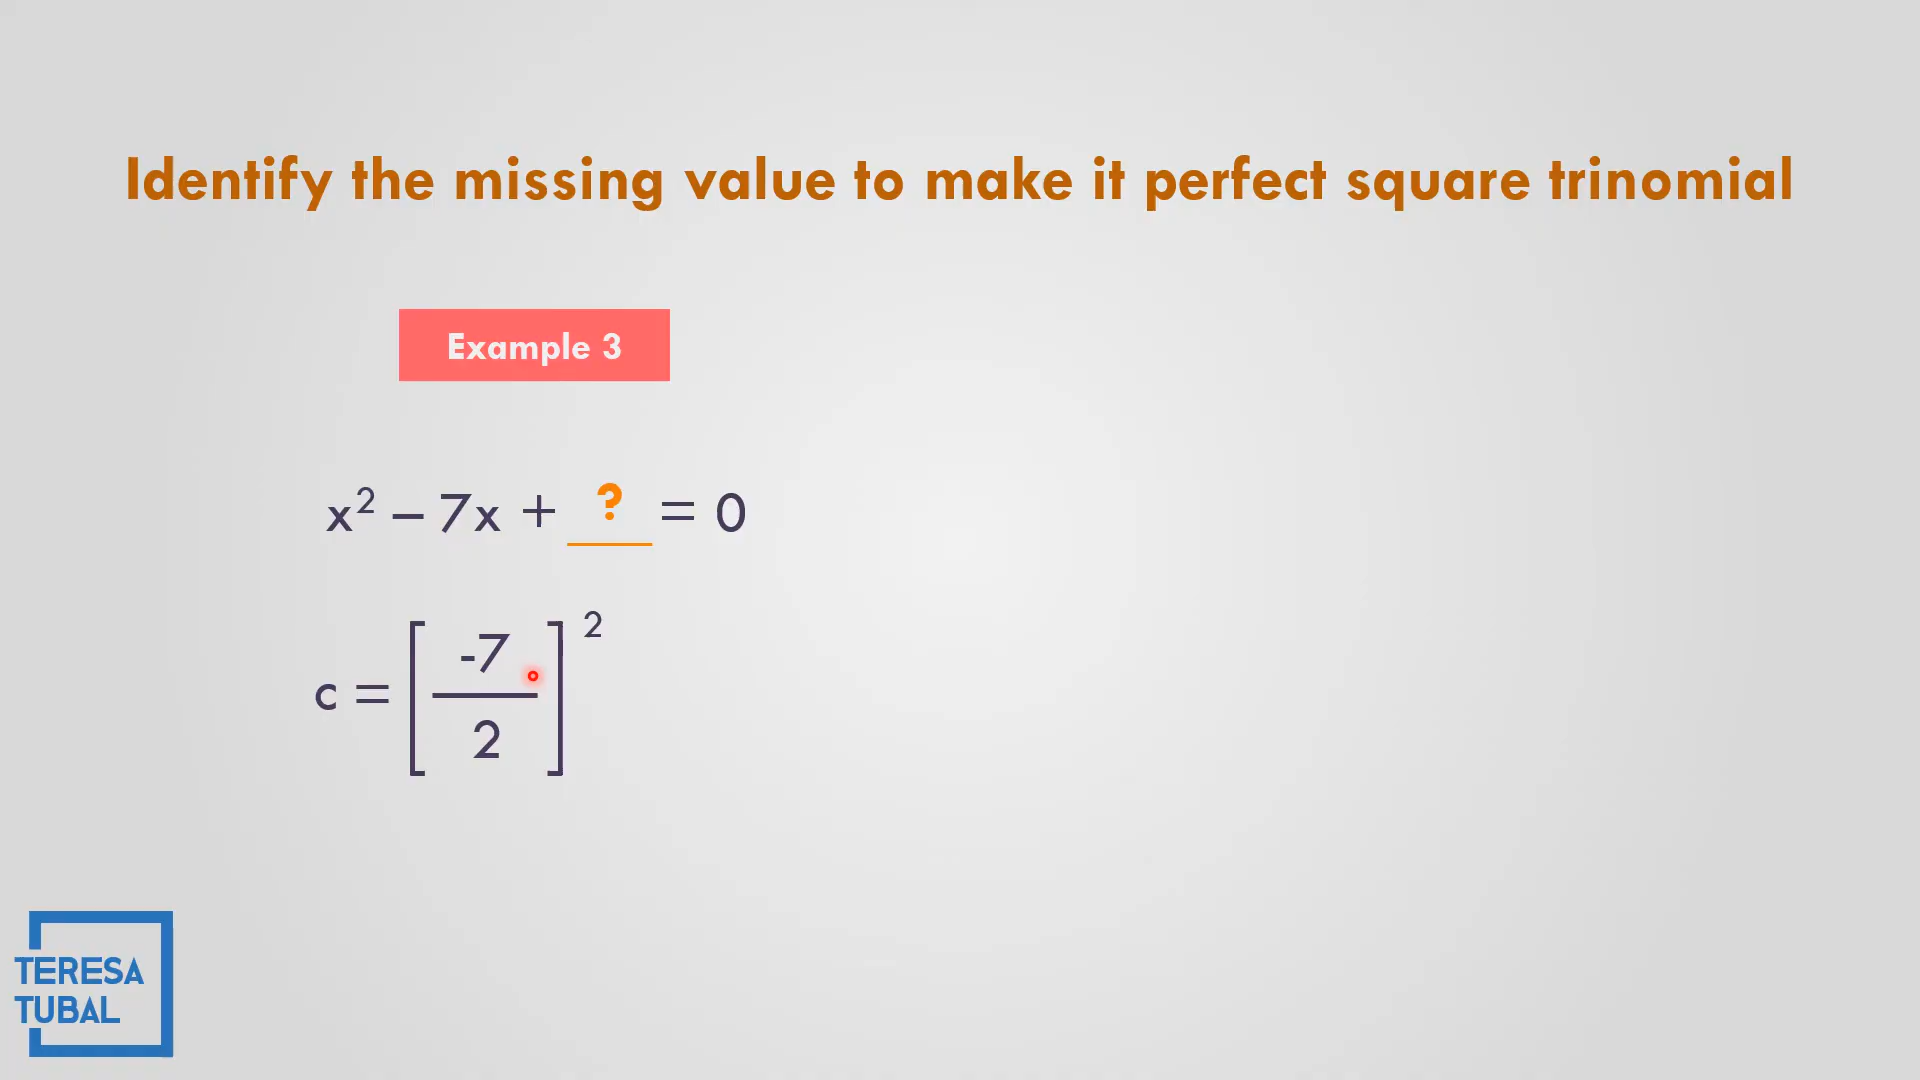 Identify the missing value to make it perfect square trinomial
Example 3
x² – 7x + ? = 0
c = [ -7 / 2 ]²
TERESA
TUBAL